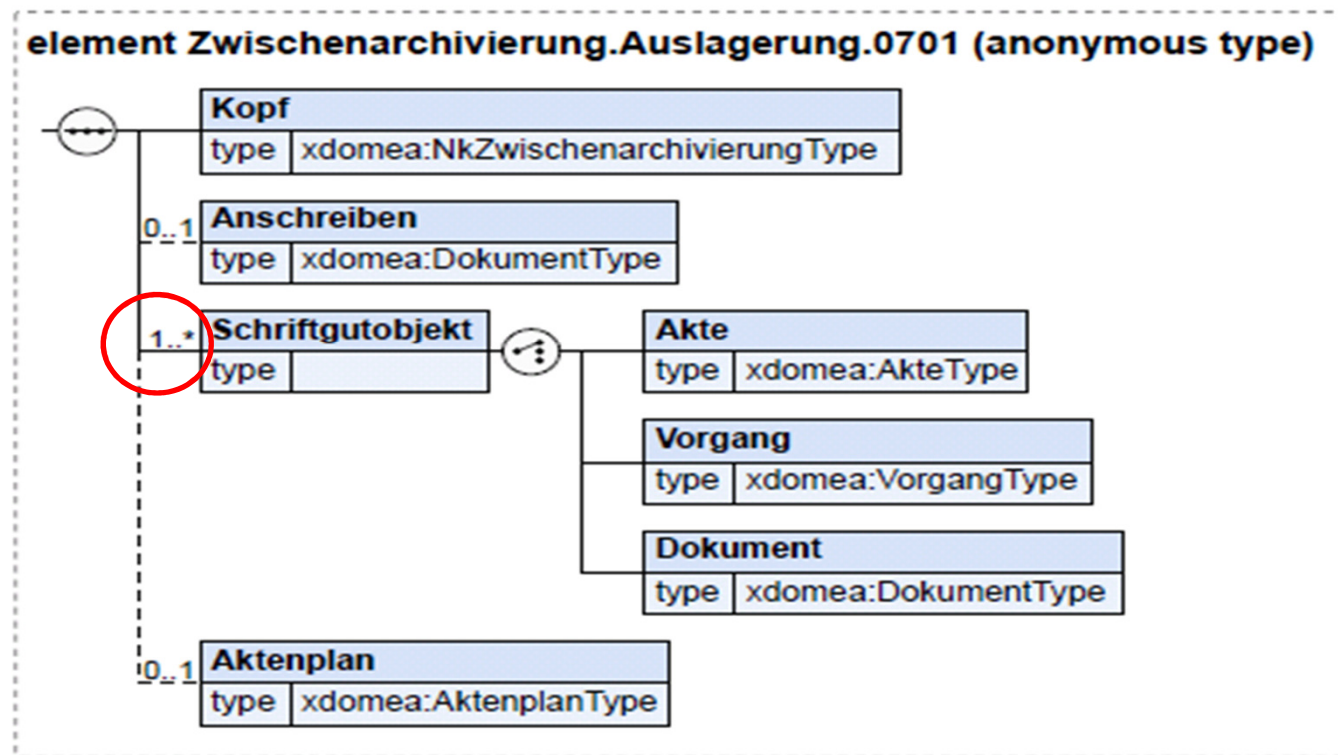 element Zwischenarchivierung.Auslagerung.0701 (anonymous type)
Kopf
type xdomea:NkZwischenarchivierungType
0..1 Anschreiben
type xdomea:DokumentType
1..* Schriftgutobjekt
type
Akte
type xdomea:AkteType
Vorgang
type xdomea:VorgangType
Dokument
type xdomea:DokumentType
0..1 Aktenplan
type xdomea:AktenplanType